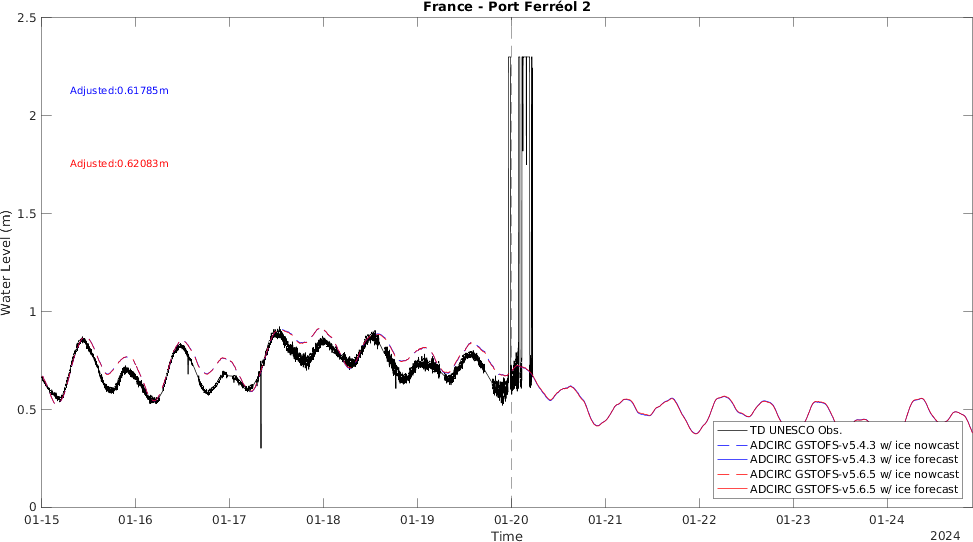 France - Port Ferréol 2
2.5
Adjusted:0.61785m
2
Adjusted:0.62083m
1.5
Water Level (m)
1
0.5
TD UNESCO Obs.
ADCIRC GSTOFS-v5.4.3 w/ ice nowcast
ADCIRC GSTOFS-v5.4.3 w/ ice forecast
ADCIRC GSTOFS-v5.6.5 w/ ice nowcast
ADCIRC GSTOFS-v5.6.5 w/ ice forecast
0
01-15 01-16 01-17 01-18 01-19 01-20 01-21 01-22 01-23 01-24
Time
2024